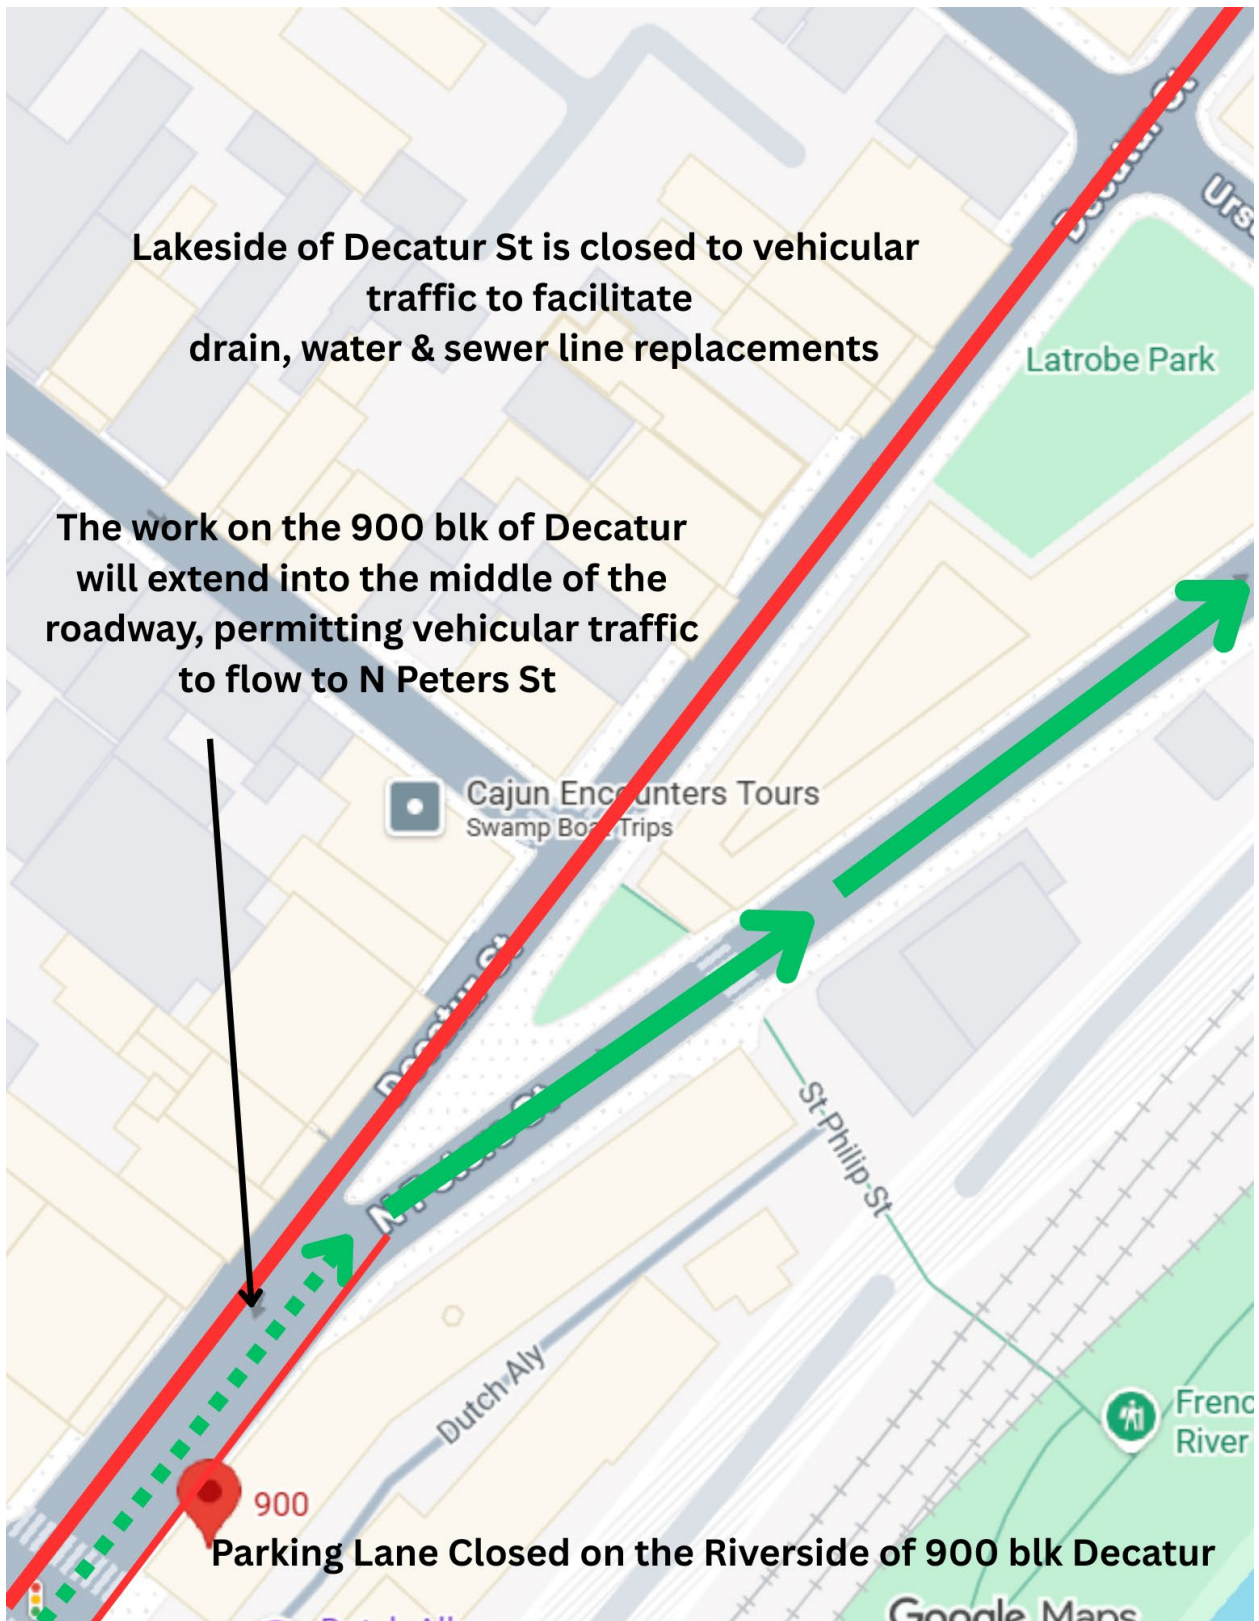 Decatur St
Lakeside of Decatur St is closed to vehicular
traffic to facilitate
drain, water & sewer line replacements
Latrobe Park
The work on the 900 blk of Decatur
will extend into the middle of the
roadway, permitting vehicular traffic
to flow to N Peters St
Cajun Encounters Tours
Swamp Boat Trips
Decatur St
N Peters St
St Philip St
Dutch Aly
900
Parking Lane Closed on the Riverside of 900 blk Decatur
River
Google Maps